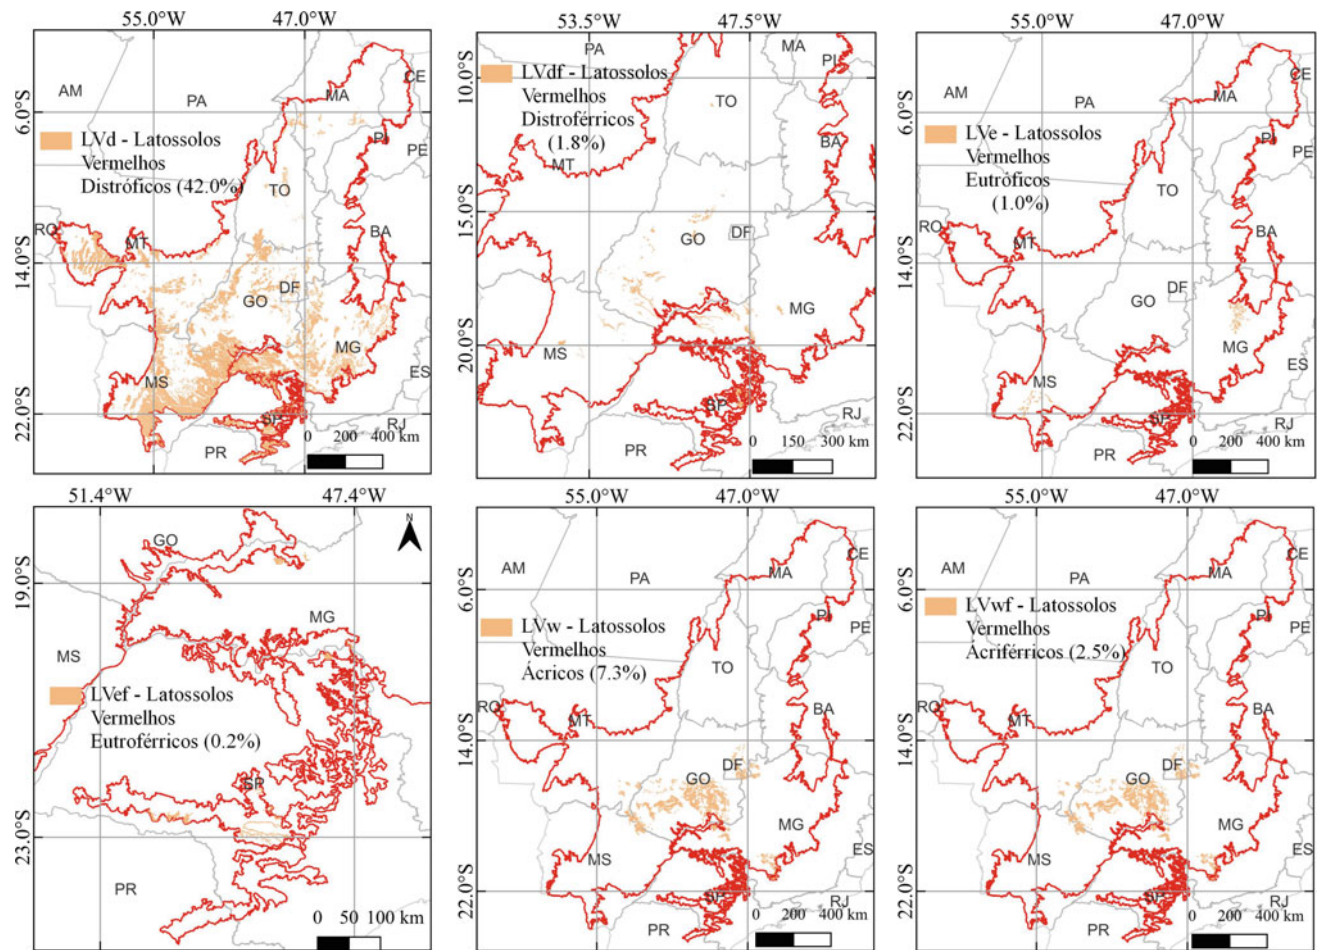 55.0°W 47.0°W
6.0°S
14.0°S
22.0°S
AM
PA
MA
CE
PI
PE
TO
RO
MT
BA
DF
GO
MG
MS
ES
SP
RJ
PR
LVd - Latossolos
Vermelhos
Distróficos (42.0%)
0 200 400 km
53.5°W 47.5°W
10.0°S
15.0°S
20.0°S
PA
MA
PI
TO
BA
MT
GO
DF
MG
MS
SP
RJ
PR
LVdf - Latossolos
Vermelhos
Distroférricos
(1.8%)
0 150 300 km
55.0°W 47.0°W
6.0°S
14.0°S
22.0°S
AM
PA
MA
CE
PI
PE
TO
RO
MT
BA
DF
GO
MG
MS
ES
SP
RJ
PR
LVe - Latossolos
Vermelhos
Eutróficos
(1.0%)
0 200 400 km
51.4°W 47.4°W
19.0°S
23.0°S
N
GO
MG
MS
SP
PR
LVef - Latossolos
Vermelhos
Eutroférricos (0.2%)
0 50 100 km
55.0°W 47.0°W
6.0°S
14.0°S
22.0°S
AM
PA
MA
CE
PI
PE
TO
RO
MT
BA
DF
GO
MG
MS
ES
SP
RJ
PR
LVw - Latossolos
Vermelhos
Ácricos (7.3%)
0 200 400 km
55.0°W 47.0°W
6.0°S
14.0°S
22.0°S
AM
PA
MA
CE
PI
PE
TO
RO
MT
BA
DF
GO
MG
MS
ES
SP
RJ
PR
LVwf - Latossolos
Vermelhos
Ácriférricos (2.5%)
0 200 400 km